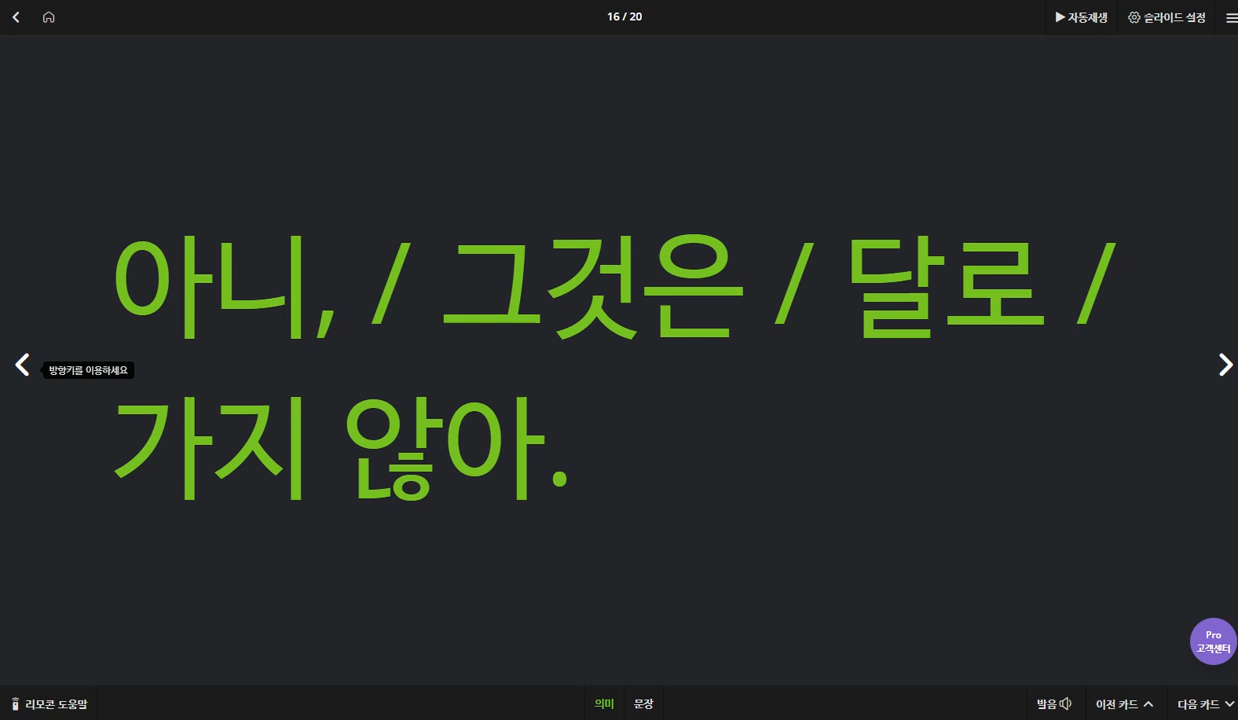 16 / 20
자동재생
슬라이드 설정
아니, / 그것은 / 달로 /
가지 않아.
방향키를 이용하세요
Pro
고객센터
리모콘 도움말
의미
문장
발음
이전 카드
다음 카드